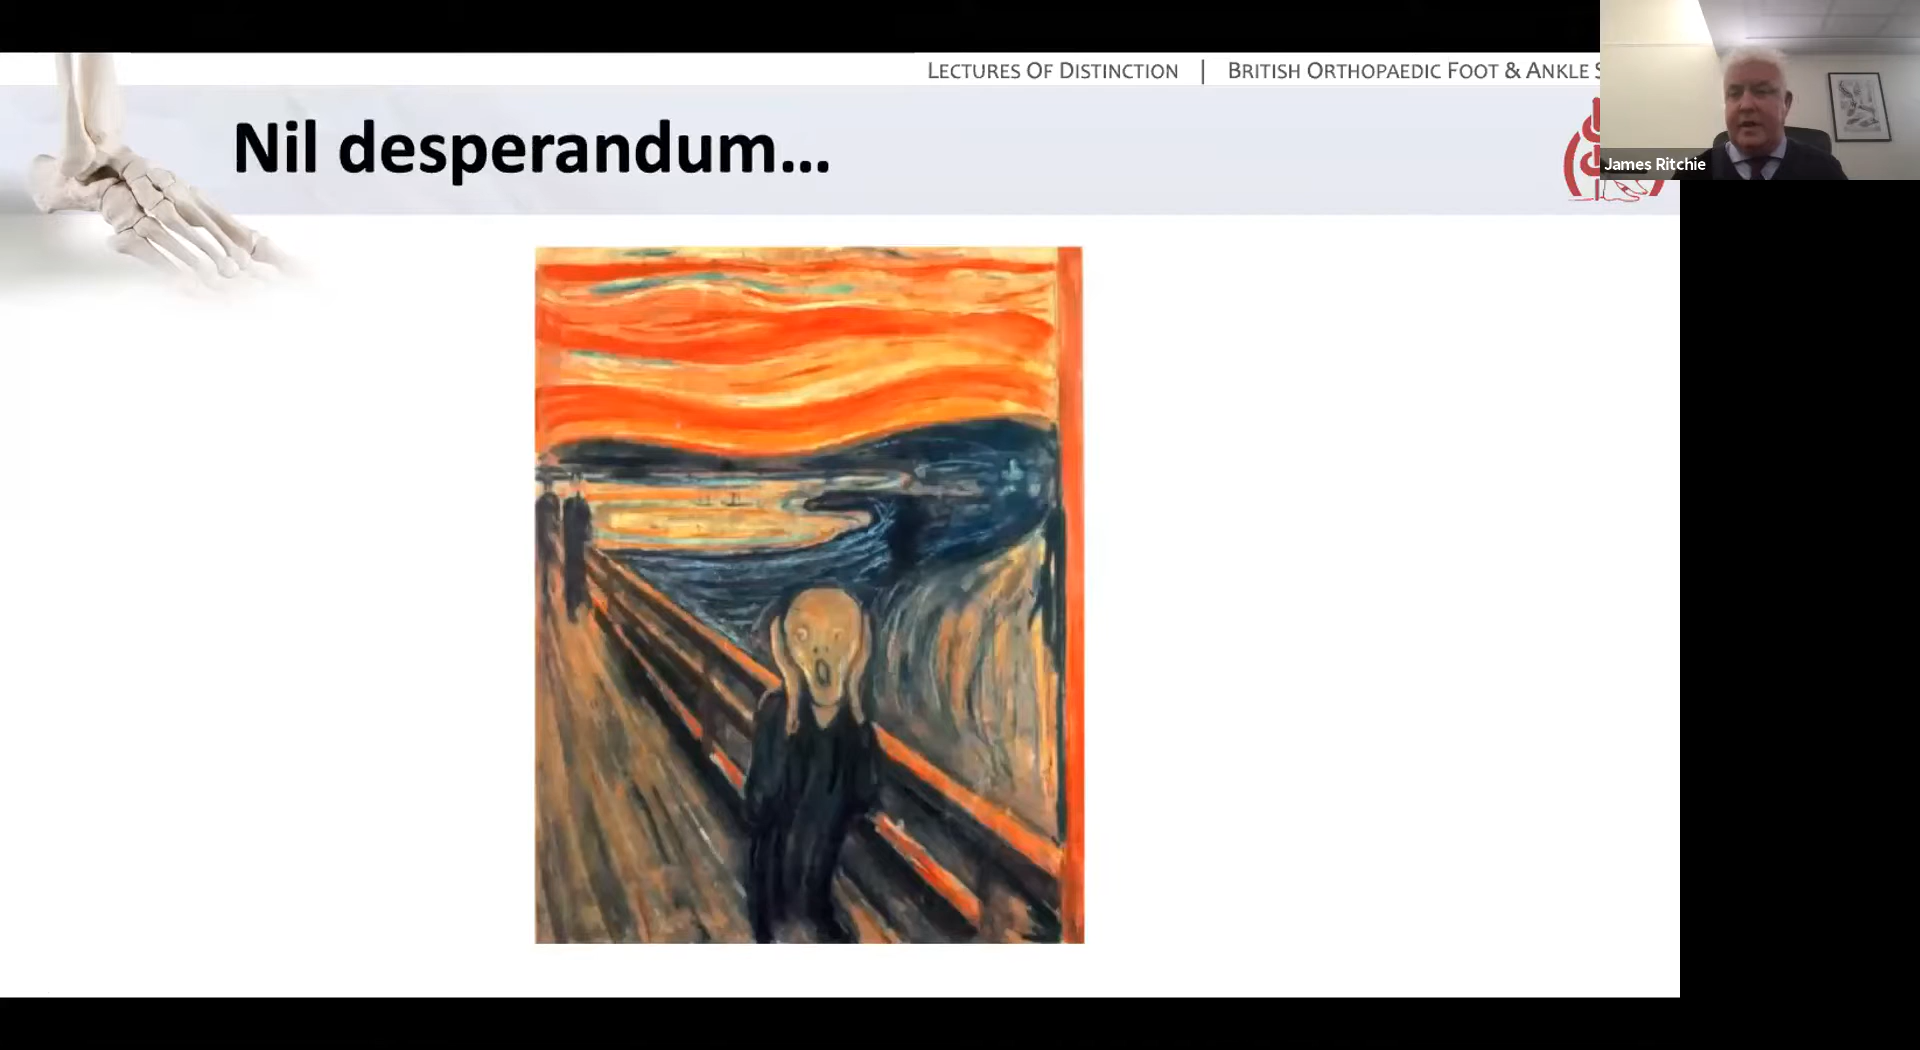 LECTURES OF DISTINCTION | BRITISH ORTHOPAEDIC FOOT & ANKLE
Nil desperandum...
James Ritchie